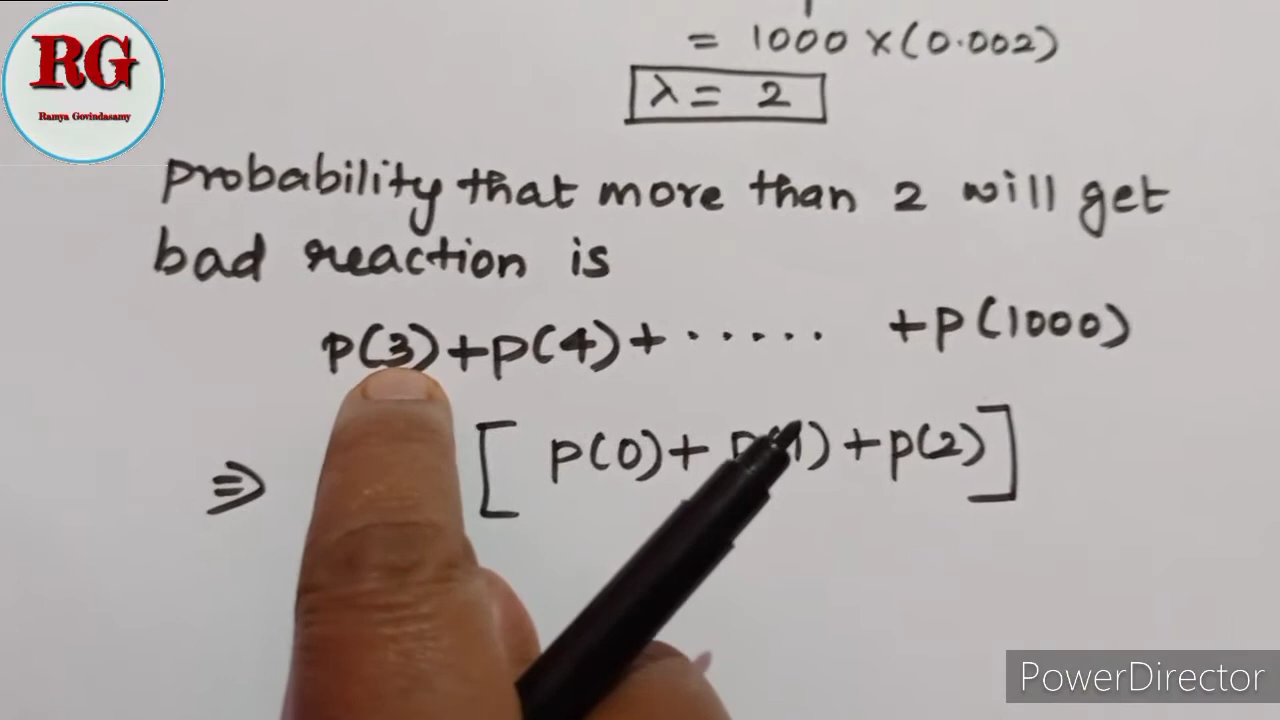 RG
Ramya Govindasamy
= 1000 × (0.002)
λ = 2
probability that more than 2 will get
bad reaction is
p(3)+p(4)+ ...... +p(1000)
⇒ [ p(0)+ p(1) +p(2)]
PowerDirector